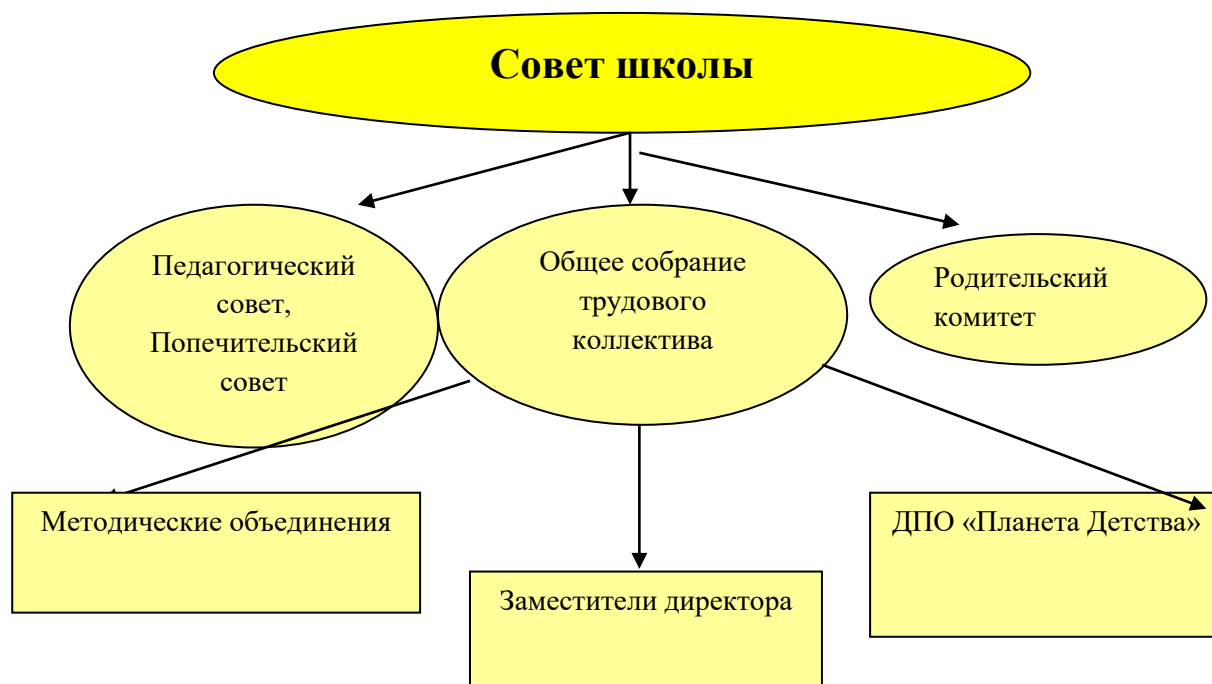 Совет школы
Педагогический
совет,
Попечительский
совет
Общее собрание
трудового
коллектива
Родительский
комитет
Методические объединения
Заместители директора
ДПО «Планета Детства»